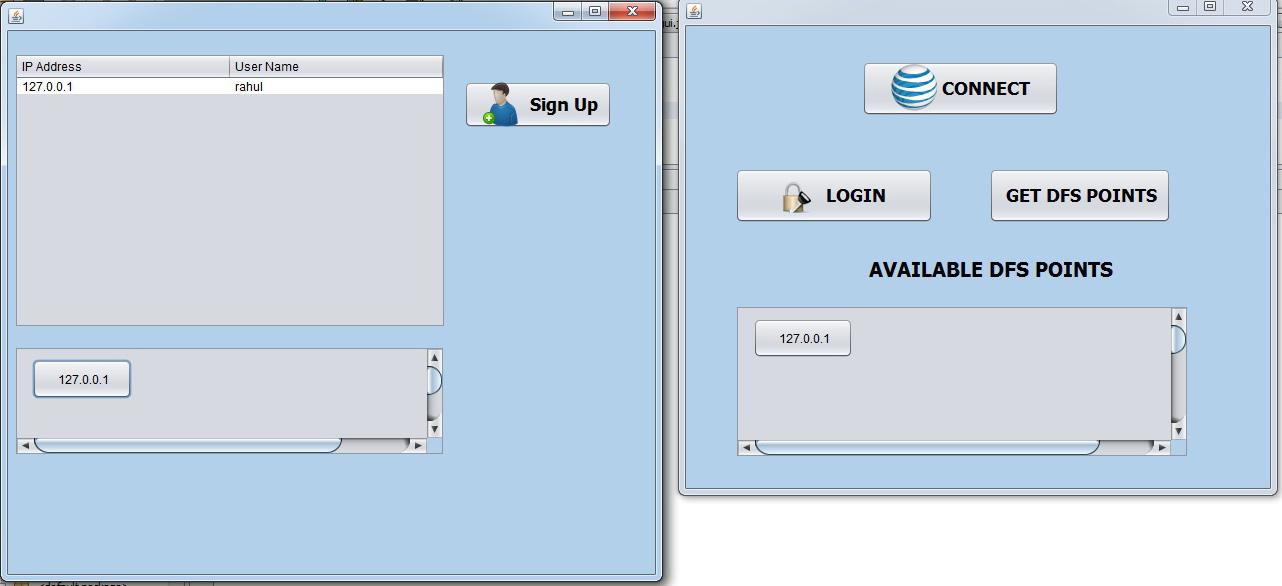 IP Address User Name
127.0.0.1 rahul
Sign Up
127.0.0.1
ui.j
CONNECT
LOGIN GET DFS POINTS
AVAILABLE DFS POINTS
127.0.0.1